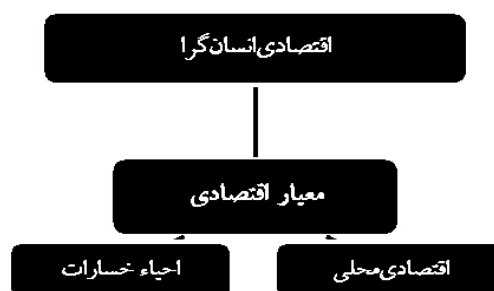 اقتصادی‌انسان‌گرا
معیار اقتصادی
اقتصادی‌محلی
احیاء خسارات